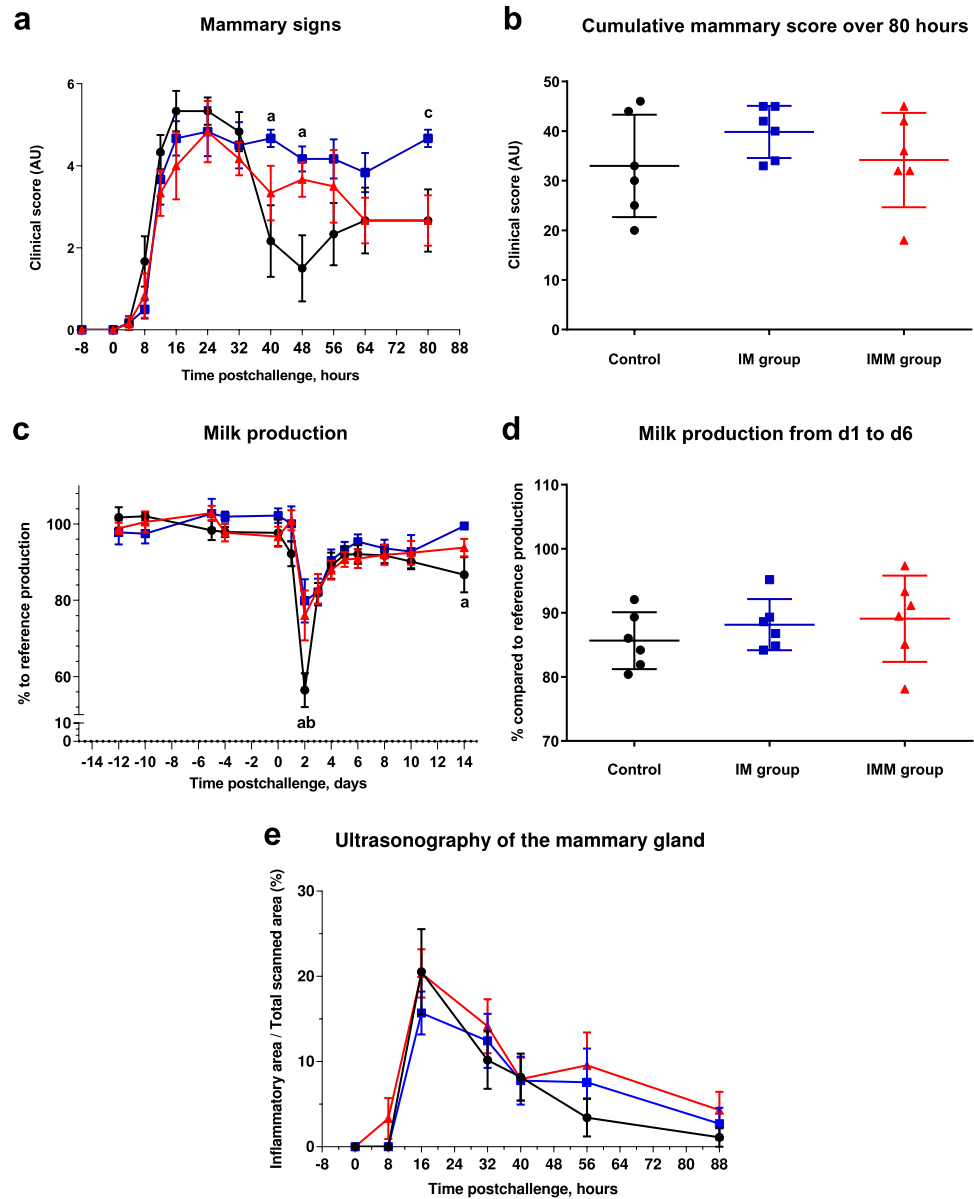 a
Mammary signs
Clinical score (AU)
6
4
2
0
a
a
c
-8 0 8 16 24 32 40 48 56 64 72 80 88
Time postchallenge, hours
b
Cumulative mammary score over 80 hours
Clinical score (AU)
50
40
30
20
10
0
Control IM group IMM group
c
Milk production
% to reference production
100
80
60
10
0
a
ab
-14 -12 -10 -8 -6 -4 -2 0 2 4 6 8 10 12 14
Time postchallenge, days
d
Milk production from d1 to d6
% compared to reference production
110
100
90
80
70
Control IM group IMM group
e
Ultrasonography of the mammary gland
Inflammatory area / Total scanned area (%)
30
20
10
0
-8 0 8 16 24 32 40 48 56 64 72 80 88
Time postchallenge, hours